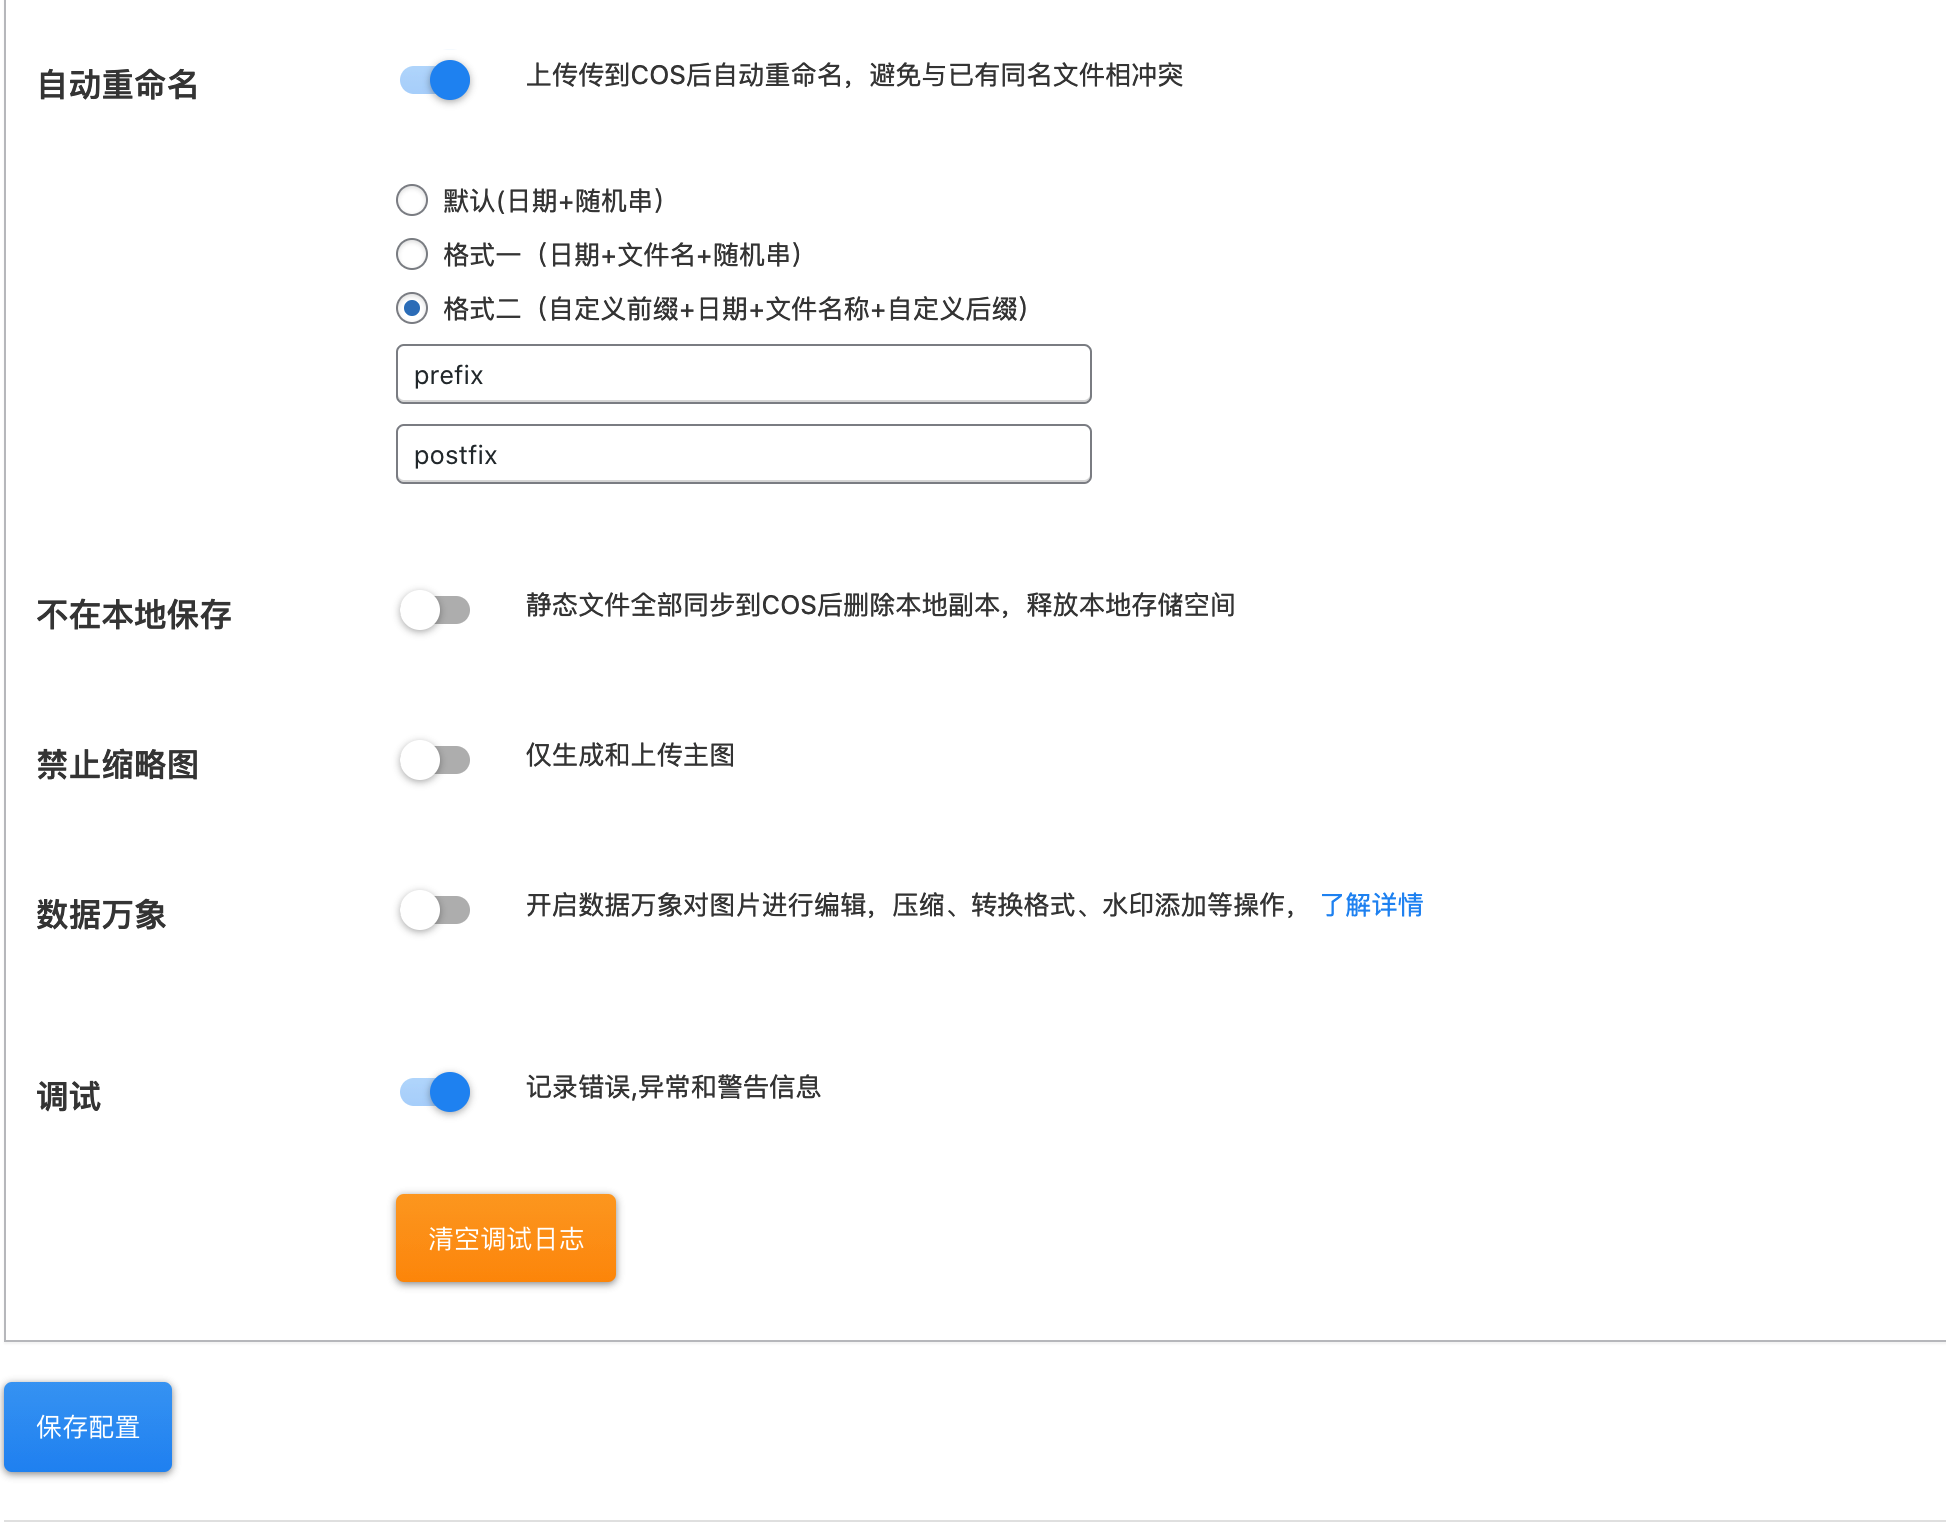 自动重命名
上传传到COS后自动重命名，避免与已有同名文件相冲突
默认(日期+随机串）
格式一（日期+文件名+随机串）
格式二（自定义前缀+日期+文件名称+自定义后缀）
prefix
postfix
不在本地保存
静态文件全部同步到COS后删除本地副本，释放本地存储空间
禁止缩略图
仅生成和上传主图
数据万象
开启数据万象对图片进行编辑，压缩、转换格式、水印添加等操作， 了解详情
调试
记录错误,异常和警告信息
清空调试日志
保存配置